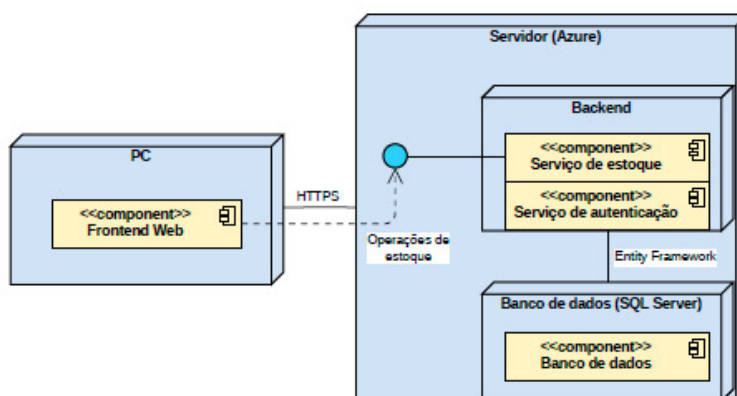 Servidor (Azure)
Backend
<<component>>
Serviço de estoque
<<component>>
Serviço de autenticação
PC
<<component>>
Frontend Web
HTTPS
Operações de
estoque
Entity Framework
Banco de dados (SQL Server)
<<component>>
Banco de dados